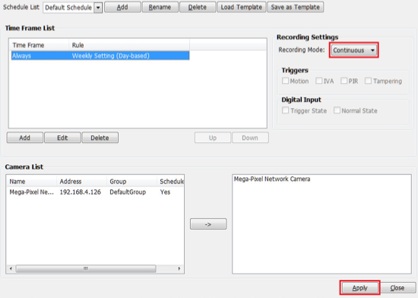 Schedule List Default Schedule Add Rename Delete Load Template Save as Template
Time Frame List
Time Frame Rule
Always Weekly Setting (Day-based)
Add Edit Delete Up Down
Recording Settings
Recording Mode: Continuous
Triggers
Motion IVA PIR Tampering
Digital Input
Trigger State Normal State
Camera List
Name Address Group Schedule
Mega-Pixel Ne... 192.168.4.126 DefaultGroup Yes
->
Mega-Pixel Network Camera
Apply Close